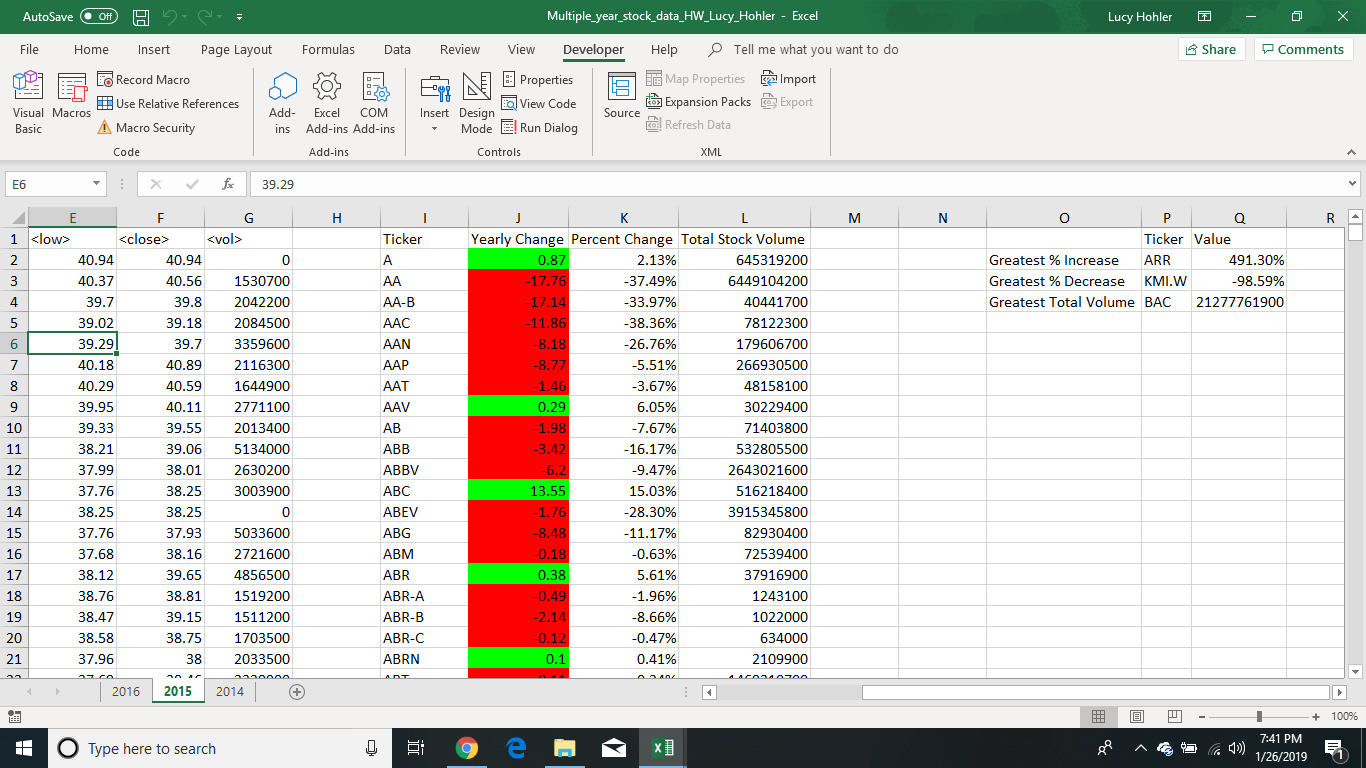 AutoSave Off Multiple_year_stock_data_HW_Lucy_Hohler - Excel Lucy Hohler
File Home Insert Page Layout Formulas Data Review View Developer Help Tell me what you want to do Share Comments
Visual Basic
Macros
Record Macro
Use Relative References
Macro Security
Code
Add-ins
Excel Add-ins
COM Add-ins
Add-ins
Insert
Design Mode
Properties
View Code
Run Dialog
Controls
Source
Map Properties
Expansion Packs
Refresh Data
Import
Export
XML
E6 fx 39.29
E F G H I J K L M N O P Q R
1 <low> <close> <vol> Ticker Yearly Change Percent Change Total Stock Volume Ticker Value
2 40.94 40.94 0 A 0.87 2.13% 645319200 Greatest % Increase ARR 491.30%
3 40.37 40.56 1530700 AA -17.76 -37.49% 6449104200 Greatest % Decrease KMI.W -98.59%
4 39.7 39.8 2042200 AA-B -17.14 -33.97% 40441700 Greatest Total Volume BAC 21277761900
5 39.02 39.18 2084500 AAC -11.86 -38.36% 78122300
6 39.29 39.7 3359600 AAN -8.18 -26.76% 179606700
7 40.18 40.89 2116300 AAP -8.77 -5.51% 266930500
8 40.29 40.59 1644900 AAT -1.46 -3.67% 48158100
9 39.95 40.11 2771100 AAV 0.29 6.05% 30229400
10 39.33 39.55 2013400 AB -1.98 -7.67% 71403800
11 38.21 39.06 5134000 ABB -3.42 -16.17% 532805500
12 37.99 38.01 2630200 ABBV -6.2 -9.47% 2643021600
13 37.76 38.25 3003900 ABC 13.55 15.03% 516218400
14 38.25 38.25 0 ABEV -1.76 -28.30% 3915345800
15 37.76 37.93 5033600 ABG -8.48 -11.17% 82930400
16 37.68 38.16 2721600 ABM -0.18 -0.63% 72539400
17 38.12 39.65 4856500 ABR 0.38 5.61% 37916900
18 38.76 38.81 1519200 ABR-A -0.49 -1.96% 1243100
19 38.47 39.15 1511200 ABR-B -2.14 -8.66% 1022000
20 38.58 38.75 1703500 ABR-C -0.12 -0.47% 634000
21 37.96 38 2033500 ABRN 0.1 0.41% 2109900
2016 2015 2014
100%
Type here to search
7:41 PM
1/26/2019
1